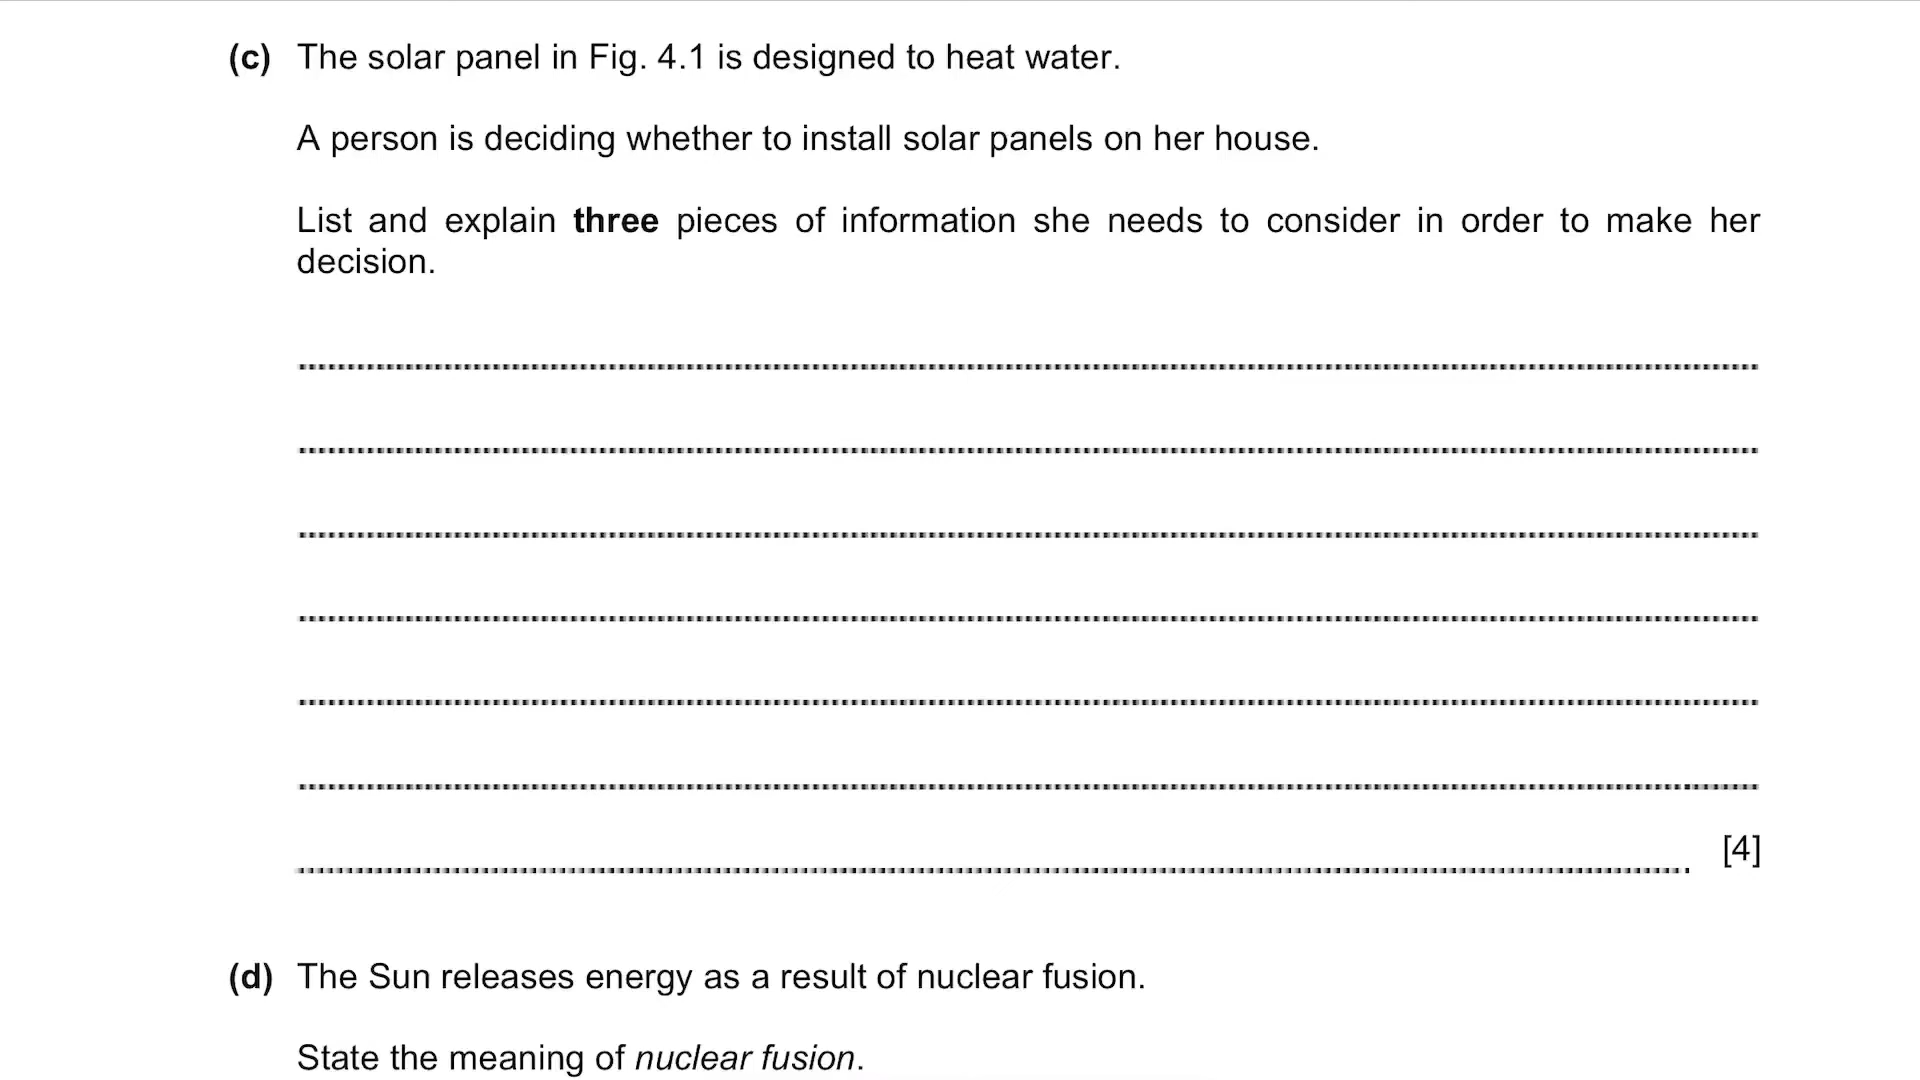 (c) The solar panel in Fig. 4.1 is designed to heat water.
A person is deciding whether to install solar panels on her house.
List and explain three pieces of information she needs to consider in order to make her
decision.
[4]
(d) The Sun releases energy as a result of nuclear fusion.
State the meaning of nuclear fusion.